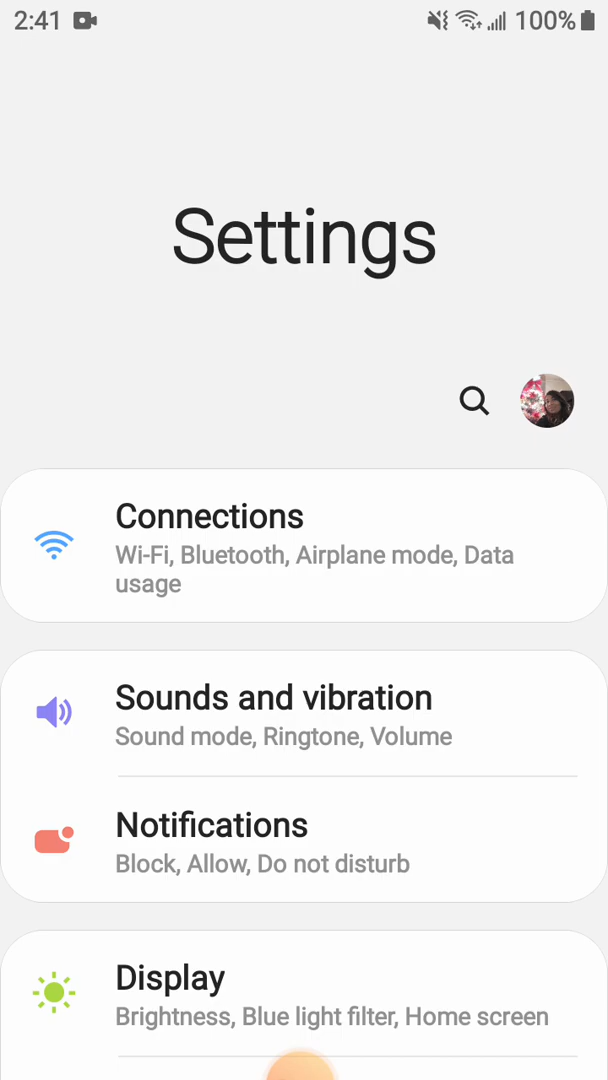 2:41
100%
Settings
Connections
Wi-Fi, Bluetooth, Airplane mode, Data
usage
Sounds and vibration
Sound mode, Ringtone, Volume
Notifications
Block, Allow, Do not disturb
Display
Brightness, Blue light filter, Home screen